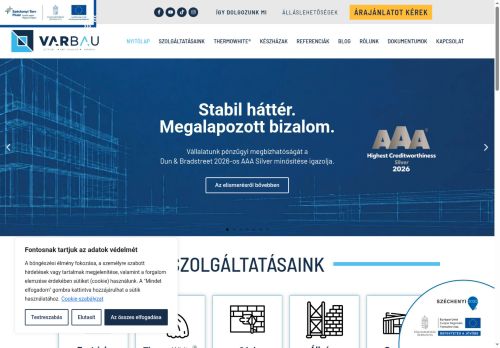 ÍGY DOLGOZUNK MI
ÁLLÁSLEHETŐSÉGEK
ÁRAJÁNLATOT KÉREK
VARBAU
NYITÓLAP SZOLGÁLTATÁSAINK THERMOWHITE® KÉSZHÁZAK REFERENCIÁK BLOG RÓLUNK DOKUMENTUMOK KAPCSOLAT
Stabil háttér.
Megalapozott bizalom.
Vállalatunk pénzügyi megbízhatóságát a
Dun & Bradstreet 2026-os AAA Silver minősítése igazolja.
Az elismerésről bővebben
AAA
Highest Creditworthiness
Silver
2026
SZOLGÁLTATÁSAINK
Fontosnak tartjuk az adatok védelmét
A böngészési élmény fokozása, a személyre szabott
hirdetések vagy tartalmak megjelenítése, valamint a forgalom
elemzése érdekében sütiket (cookie) használunk. A "Mindet
elfogadom" gombra kattintva hozzájárulhat a sütik
használatához. Cookie szabályzat
Testreszabás
Elutasít
Az összes elfogadása
SZÉCHENYI